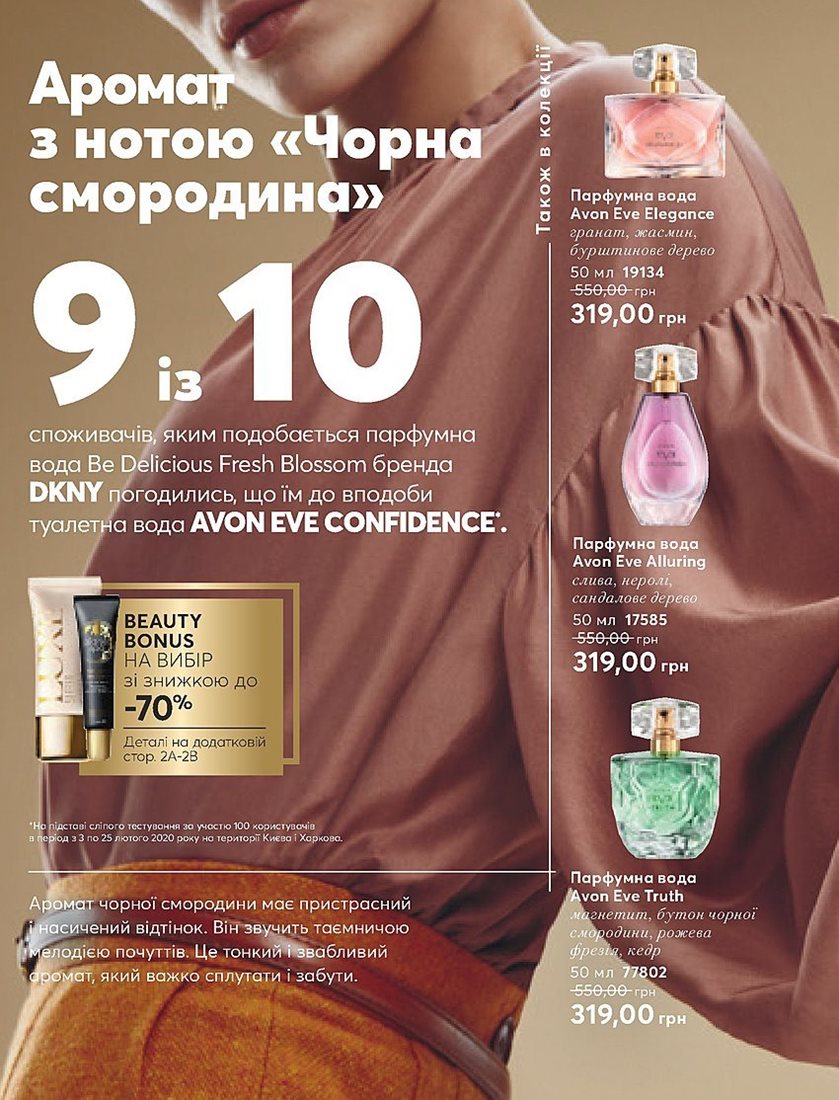 Аромат
з нотою «Чорна
смородина»
9 із 10
споживачів, яким подобається парфумна
вода Be Delicious Fresh Blossom бренда
DKNY погодились, що їм до вподоби
туалетна вода AVON EVE CONFIDENCE*.
LUXE
BEAUTY
BONUS
НА ВИБІР
зі знижкою до
-70%
Деталі на додатковій
стор. 2А-2В
*На підставі сліпого тестування за участю 100 користувачів
в період з 3 по 25 лютого 2020 року на території Києва і Харкова.
Аромат чорної смородини має пристрасний
і насичений відтінок. Він звучить таємничою
мелодією почуттів. Це тонкий і звабливий
аромат, який важко сплутати і забути.
Також в колекції
Парфумна вода
Avon Eve Elegance
гранат, жасмин,
бурштинове дерево
50 мл 19134
550,00 грн
319,00 грн
Парфумна вода
Avon Eve Alluring
слива, неролі,
сандалове дерево
50 мл 17585
550,00 грн
319,00 грн
Парфумна вода
Avon Eve Truth
магнетит, бутон чорної
смородини, рожева
фрезія, кедр
50 мл 77802
550,00 грн
319,00 грн